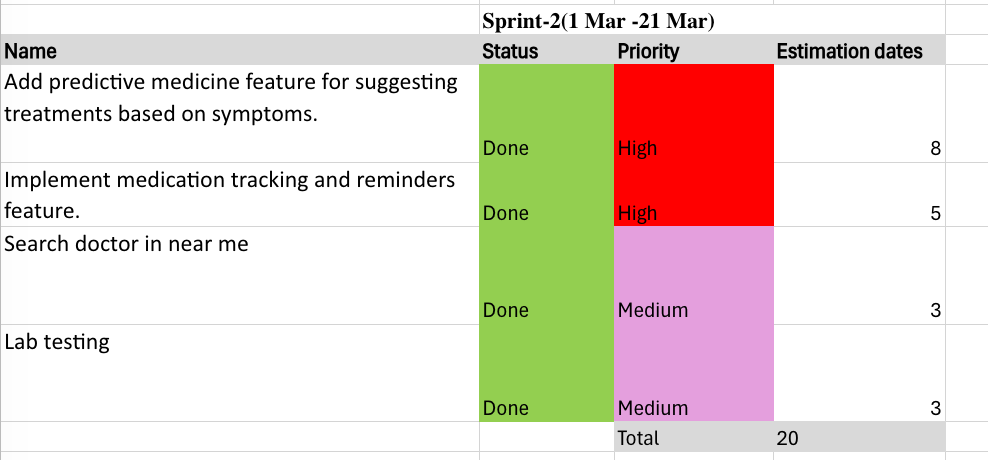 Sprint-2(1 Mar -21 Mar)
Name Status Priority Estimation dates
Add predictive medicine feature for suggesting
treatments based on symptoms.
Done High 8
Implement medication tracking and reminders
feature.
Done High 5
Search doctor in near me
Done Medium 3
Lab testing
Done Medium 3
Total 20